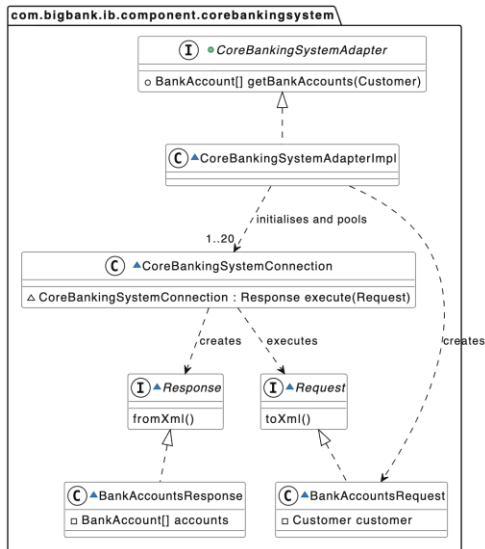 com.bigbank.ib.component.corebankingsystem
I CoreBankingSystemAdapter
BankAccount[] getBankAccounts(Customer)
C CoreBankingSystemAdapterImpl
initialises and pools
1..20
C CoreBankingSystemConnection
CoreBankingSystemConnection : Response execute(Request)
creates
executes
creates
I Response
fromXml()
I Request
toXml()
C BankAccountsResponse
BankAccount[] accounts
C BankAccountsRequest
Customer customer